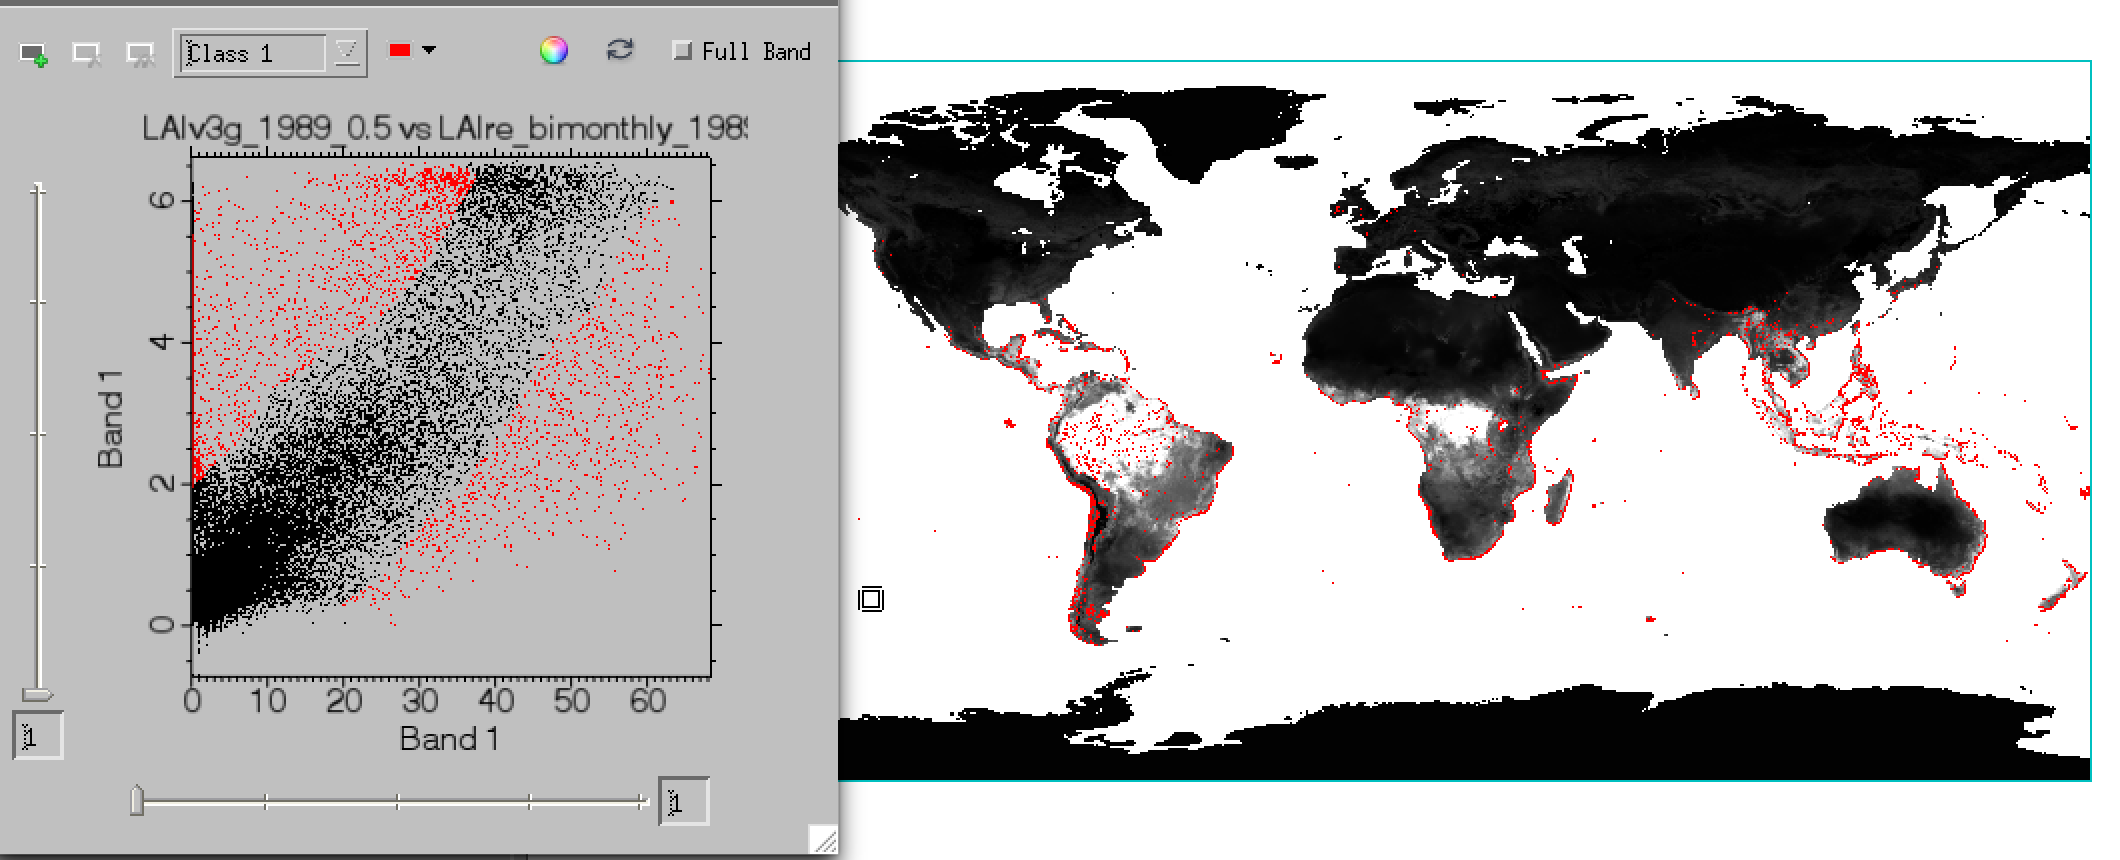 Class 1
Full Band
LAIv3g_1989_0.5 vs LAIre_bimonthly_198
6
4
2
0
Band 1
0 10 20 30 40 50 60
Band 1
1
1